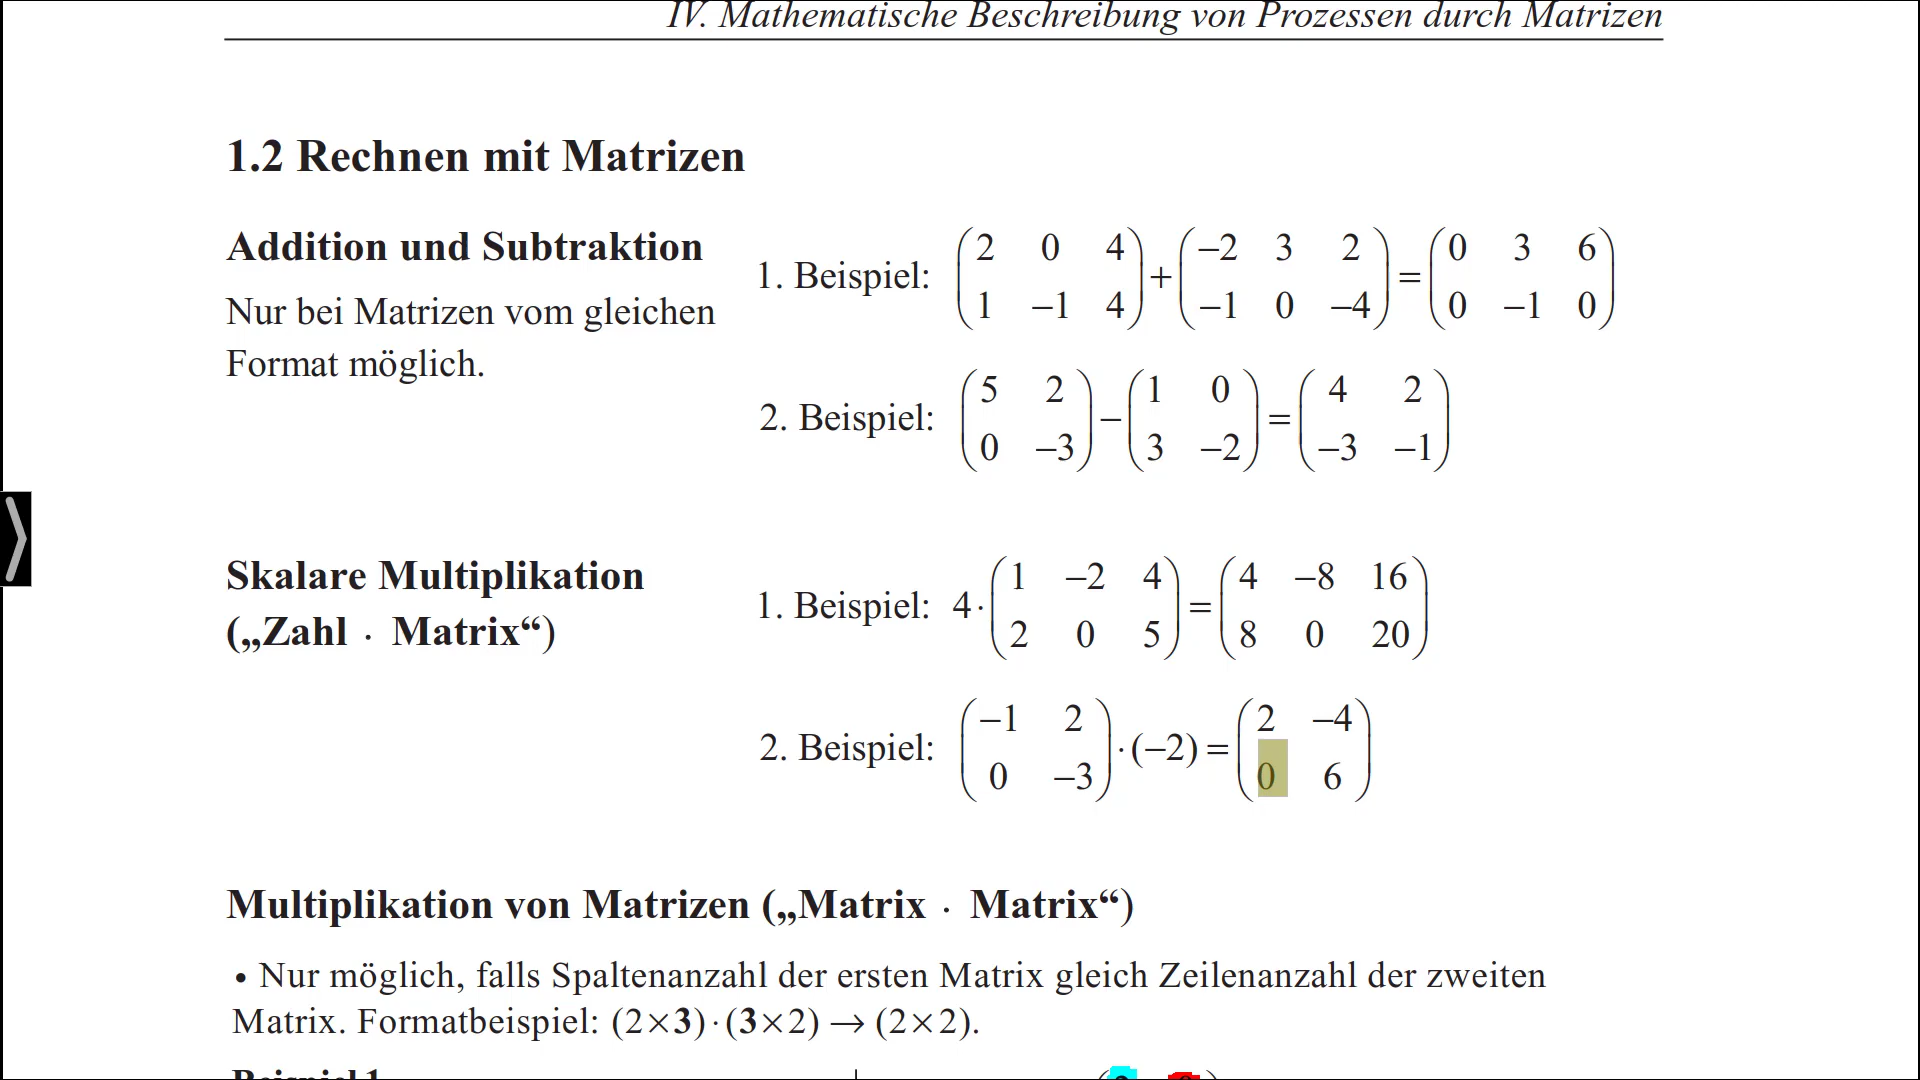 IV. Mathematische Beschreibung von Prozessen durch Matrizen
1.2 Rechnen mit Matrizen
Addition und Subtraktion
Nur bei Matrizen vom gleichen
Format möglich.
1. Beispiel: (2 0 4 ; 1 −1 4) + (−2 3 2 ; −1 0 −4) = (0 3 6 ; 0 −1 0)
2. Beispiel: (5 2 ; 0 −3) − (1 0 ; 3 −2) = (4 2 ; −3 −1)
Skalare Multiplikation
(„Zahl · Matrix“)
1. Beispiel: 4 · (1 −2 4 ; 2 0 5) = (4 −8 16 ; 8 0 20)
2. Beispiel: (−1 2 ; 0 −3) · (−2) = (2 −4 ; 0 6)
Multiplikation von Matrizen („Matrix · Matrix“)
• Nur möglich, falls Spaltenanzahl der ersten Matrix gleich Zeilenanzahl der zweiten
Matrix. Formatbeispiel: (2×3)·(3×2) → (2×2).
Beispiel 1